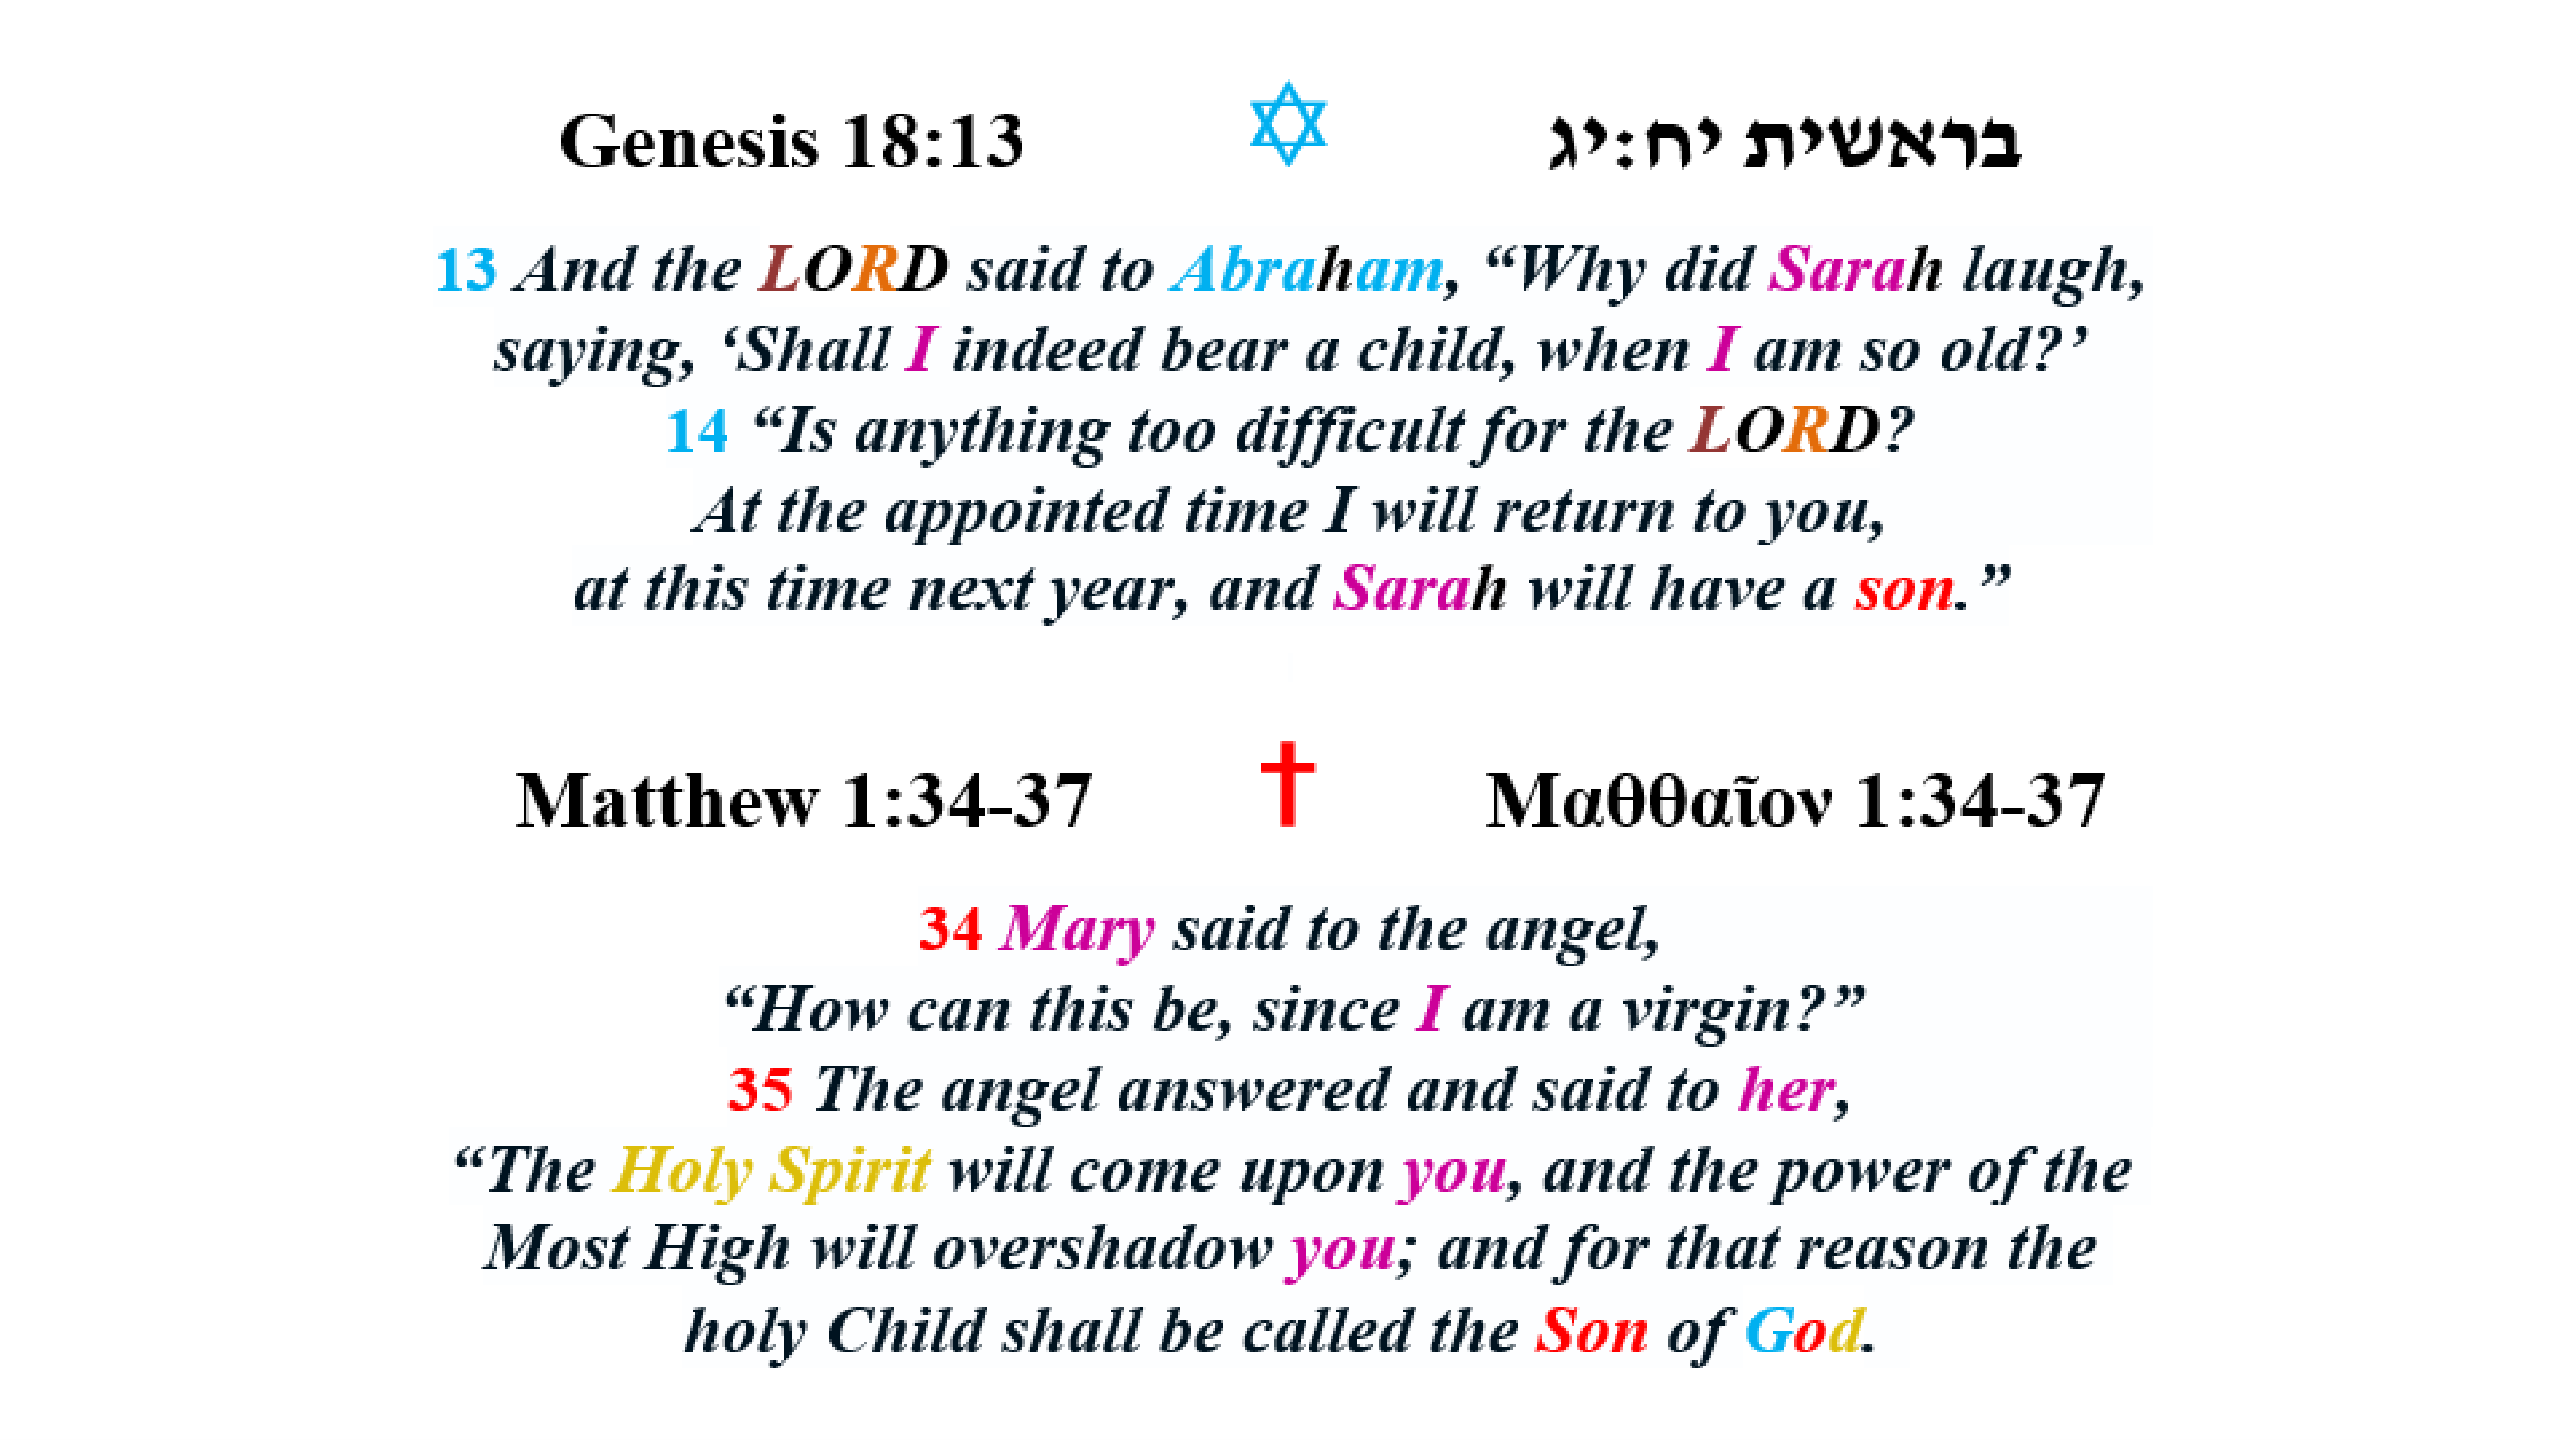 Genesis 18:13 ✡ בראשית יח:יג
13 And the LORD said to Abraham, “Why did Sarah laugh,
saying, ‘Shall I indeed bear a child, when I am so old?’
14 “Is anything too difficult for the LORD?
At the appointed time I will return to you,
at this time next year, and Sarah will have a son.”
Matthew 1:34-37 † Μαθθαῖον 1:34-37
34 Mary said to the angel,
“How can this be, since I am a virgin?”
35 The angel answered and said to her,
“The Holy Spirit will come upon you, and the power of the
Most High will overshadow you; and for that reason the
holy Child shall be called the Son of God.